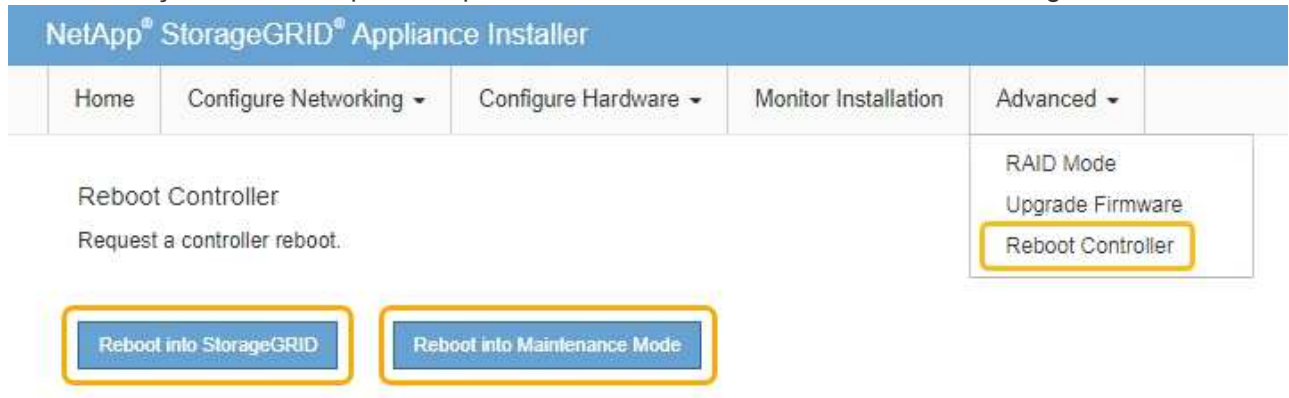 NetApp® StorageGRID® Appliance Installer
Home Configure Networking Configure Hardware Monitor Installation Advanced
RAID Mode
Upgrade Firmware
Reboot Controller
Reboot Controller
Request a controller reboot.
Reboot into StorageGRID Reboot into Maintenance Mode